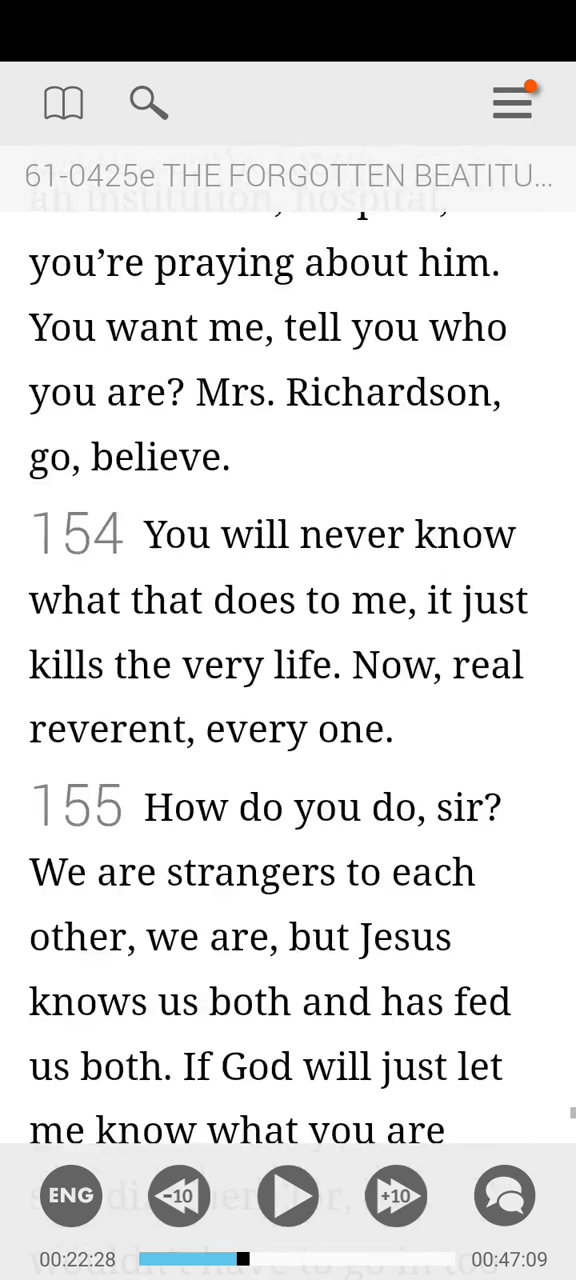 61-0425e THE FORGOTTEN BEATITU...
an institution, hospital,
you’re praying about him.
You want me, tell you who
you are? Mrs. Richardson,
go, believe.
154 You will never know
what that does to me, it just
kills the very life. Now, real
reverent, every one.
155 How do you do, sir?
We are strangers to each
other, we are, but Jesus
knows us both and has fed
us both. If God will just let
me know what you are
ENG
-10
+10
00:22:28
00:47:09